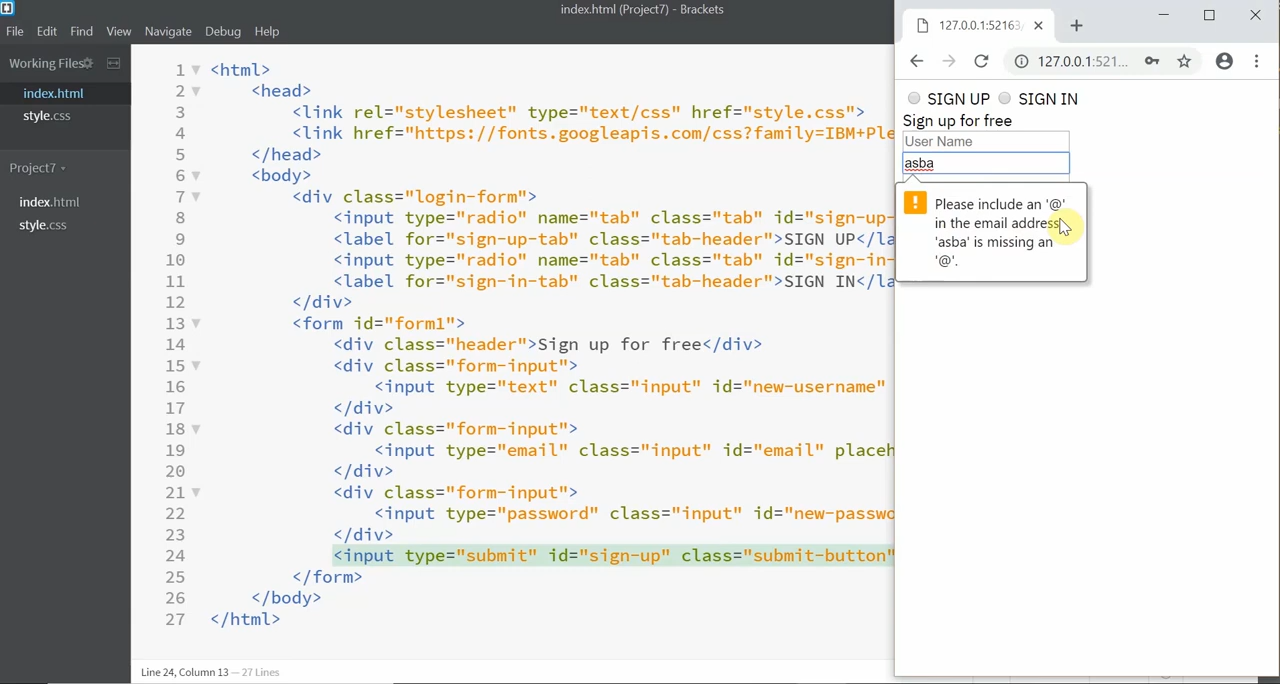 index.html (Project7) - Brackets
File Edit Find View Navigate Debug Help
Working Files
index.html
style.css
Project7
index.html
style.css
1 <html>
2 <head>
3 <link rel="stylesheet" type="text/css" href="style.css">
4 <link href="https://fonts.googleapis.com/css?family=IBM+Ple
5 </head>
6 <body>
7 <div class="login-form">
8 <input type="radio" name="tab" class="tab" id="sign-up-
9 <label for="sign-up-tab" class="tab-header">SIGN UP</la
10 <input type="radio" name="tab" class="tab" id="sign-in-
11 <label for="sign-in-tab" class="tab-header">SIGN IN</la
12 </div>
13 <form id="form1">
14 <div class="header">Sign up for free</div>
15 <div class="form-input">
16 <input type="text" class="input" id="new-username"
17 </div>
18 <div class="form-input">
19 <input type="email" class="input" id="email" placeh
20 </div>
21 <div class="form-input">
22 <input type="password" class="input" id="new-passwo
23 </div>
24 <input type="submit" id="sign-up" class="submit-button"
25 </form>
26 </body>
27 </html>
Line 24, Column 13 — 27 Lines
127.0.0.1:52163
127.0.0.1:521...
SIGN UP SIGN IN
Sign up for free
User Name
asba
Please include an '@'
in the email address
'asba' is missing an
'@'.